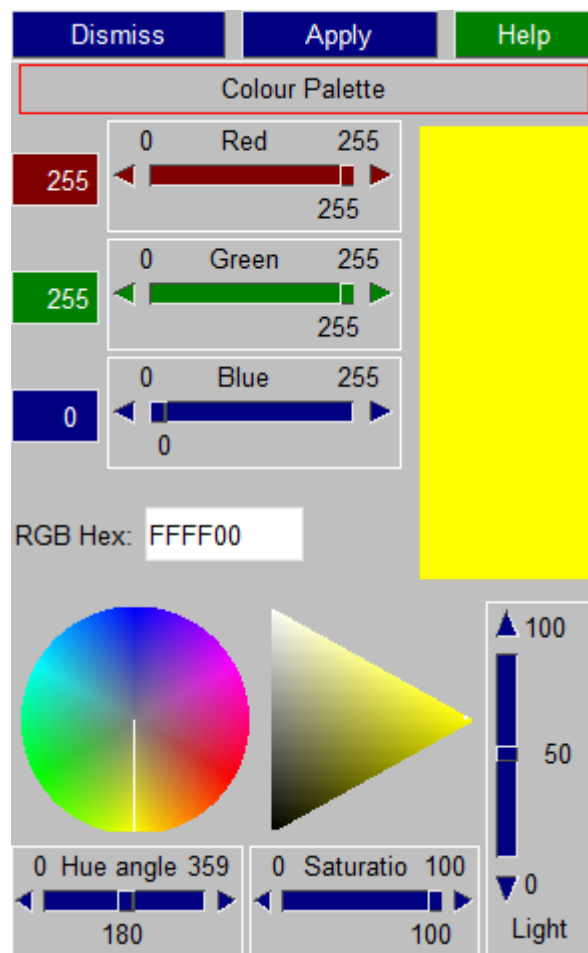 Dismiss Apply Help
Colour Palette
0 Red 255
255
255
0 Green 255
255
255
0 Blue 255
0
0
RGB Hex: FFFF00
100
50
0
Light
0 Hue angle 359
180
0 Saturatio 100
100